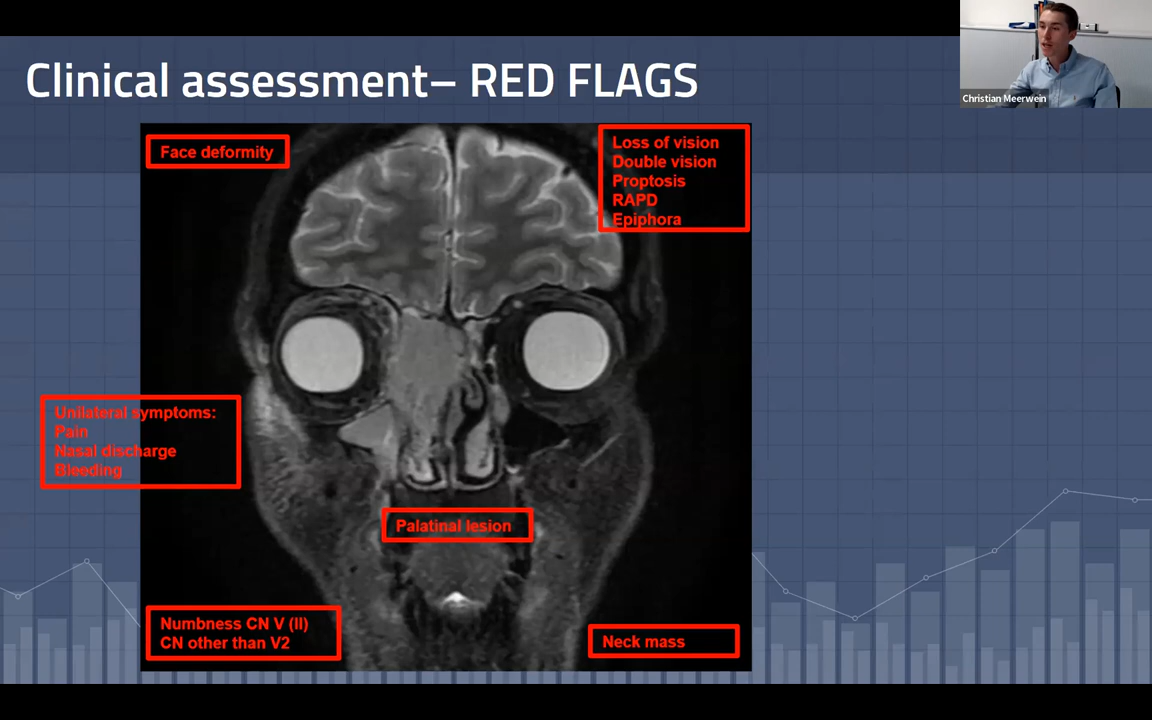 Clinical assessment– RED FLAGS
Christian Meerwein
Face deformity
Loss of vision
Double vision
Proptosis
RAPD
Epiphora
Unilateral symptoms:
Pain
Nasal discharge
Bleeding
Palatinal lesion
Numbness CN V (II)
CN other than V2
Neck mass